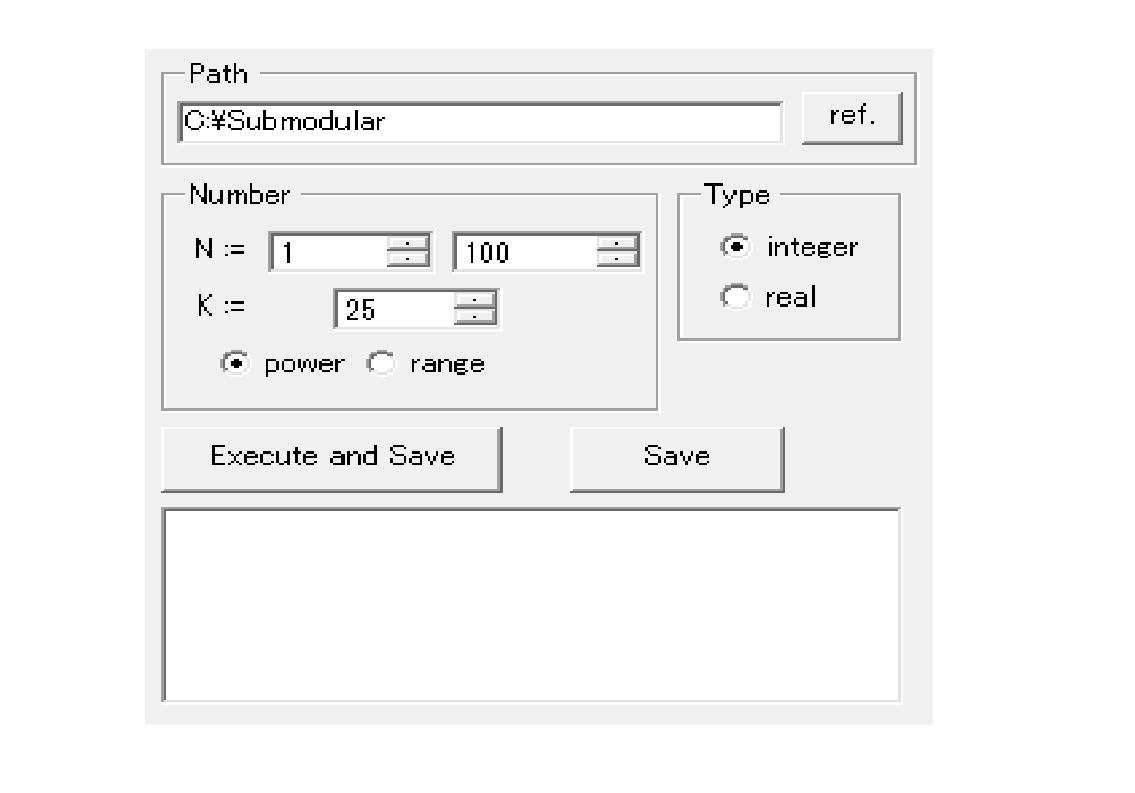 Path
C:¥Submodular
ref.
Number
Type
N := 1 100
integer
K := 25
real
power range
Execute and Save
Save